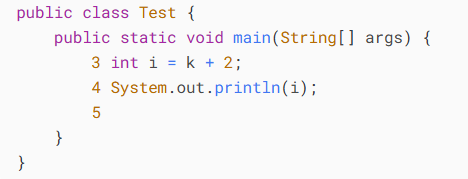 public class Test {
    public static void main(String[] args) {
        3 int i = k + 2;
        4 System.out.println(i);
        5
    }
}